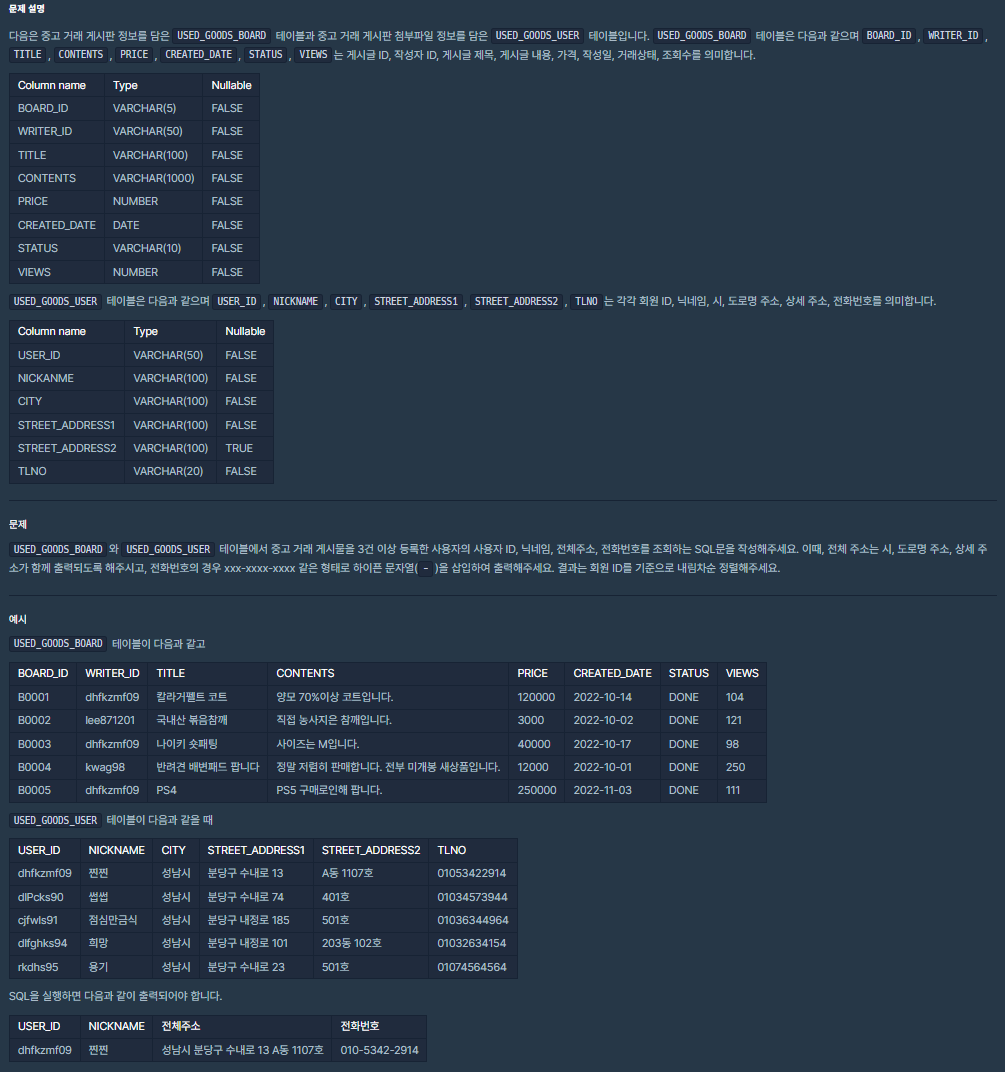 문제 설명
다음은 중고 거래 게시판 정보를 담은 USED_GOODS_BOARD 테이블과 중고 거래 게시판 첨부파일 정보를 담은 USED_GOODS_USER 테이블입니다. USED_GOODS_BOARD 테이블은 다음과 같으며 BOARD_ID , WRITER_ID ,
TITLE , CONTENTS , PRICE , CREATED_DATE , STATUS , VIEWS 는 게시글 ID, 작성자 ID, 게시글 제목, 게시글 내용, 가격, 작성일, 거래상태, 조회수를 의미합니다.
Column name Type Nullable
BOARD_ID VARCHAR(5) FALSE
WRITER_ID VARCHAR(50) FALSE
TITLE VARCHAR(100) FALSE
CONTENTS VARCHAR(1000) FALSE
PRICE NUMBER FALSE
CREATED_DATE DATE FALSE
STATUS VARCHAR(10) FALSE
VIEWS NUMBER FALSE
USED_GOODS_USER 테이블은 다음과 같으며 USER_ID , NICKNAME , CITY , STREET_ADDRESS1 , STREET_ADDRESS2 , TLNO 는 각각 회원 ID, 닉네임, 시, 도로명 주소, 상세 주소, 전화번호를 의미합니다.
Column name Type Nullable
USER_ID VARCHAR(50) FALSE
NICKANME VARCHAR(100) FALSE
CITY VARCHAR(100) FALSE
STREET_ADDRESS1 VARCHAR(100) FALSE
STREET_ADDRESS2 VARCHAR(100) TRUE
TLNO VARCHAR(20) FALSE
문제
USED_GOODS_BOARD 와 USED_GOODS_USER 테이블에서 중고 거래 게시물을 3건 이상 등록한 사용자의 사용자 ID, 닉네임, 전체주소, 전화번호를 조회하는 SQL문을 작성해주세요. 이때, 전체 주소는 시, 도로명 주소, 상세 주
소가 함께 출력되도록 해주시고, 전화번호의 경우 xxx-xxxx-xxxx 같은 형태로 하이픈 문자열( - )을 삽입하여 출력해주세요. 결과는 회원 ID를 기준으로 내림차순 정렬해주세요.
예시
USED_GOODS_BOARD 테이블이 다음과 같고
BOARD_ID WRITER_ID TITLE CONTENTS PRICE CREATED_DATE STATUS VIEWS
B0001 dhfkzmf09 칼라거펠트 코트 양모 70%이상 코트입니다. 120000 2022-10-14 DONE 104
B0002 lee871201 국내산 볶음참깨 직접 농사지은 참깨입니다. 3000 2022-10-02 DONE 121
B0003 dhfkzmf09 나이키 숏패팅 사이즈는 M입니다. 40000 2022-10-17 DONE 98
B0004 kwag98 반려견 배변패드 팝니다 정말 저렴히 판매합니다. 전부 미개봉 새상품입니다. 12000 2022-10-01 DONE 250
B0005 dhfkzmf09 PS4 PS5 구매로인해 팝니다. 250000 2022-11-03 DONE 111
USED_GOODS_USER 테이블이 다음과 같을 때
USER_ID NICKNAME CITY STREET_ADDRESS1 STREET_ADDRESS2 TLNO
dhfkzmf09 찐찐 성남시 분당구 수내로 13 A동 1107호 01053422914
dlPcks90 썹썹 성남시 분당구 수내로 74 401호 01034573944
cjfwls91 점심만금식 성남시 분당구 내정로 185 501호 01036344964
dlfghks94 희망 성남시 분당구 내정로 101 203동 102호 01032634154
rkdhs95 용기 성남시 분당구 수내로 23 501호 01074564564
SQL을 실행하면 다음과 같이 출력되어야 합니다.
USER_ID NICKNAME 전체주소 전화번호
dhfkzmf09 찐찐 성남시 분당구 수내로 13 A동 1107호 010-5342-2914